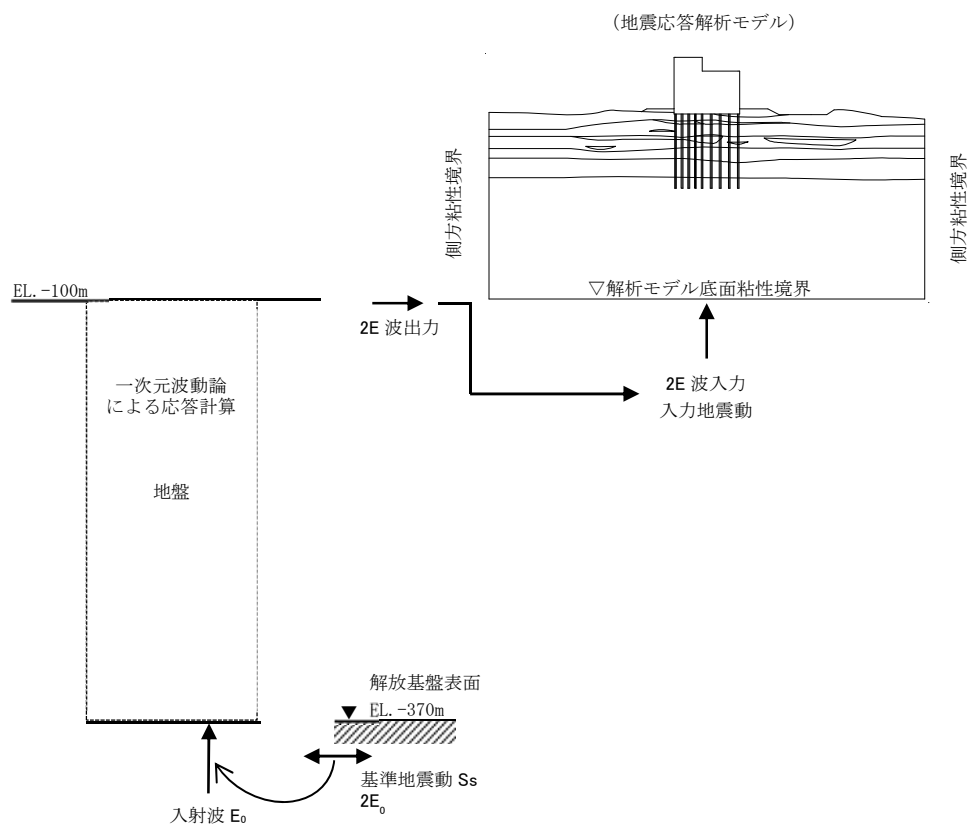 (地震応答解析モデル)
側方粘性境界
側方粘性境界
▽解析モデル底面粘性境界
EL.-100m
2E 波出力
2E 波入力
入力地震動
一次元波動論
による応答計算
地盤
解放基盤表面
EL.-370m
基準地震動 Ss
2E₀
入射波 E₀